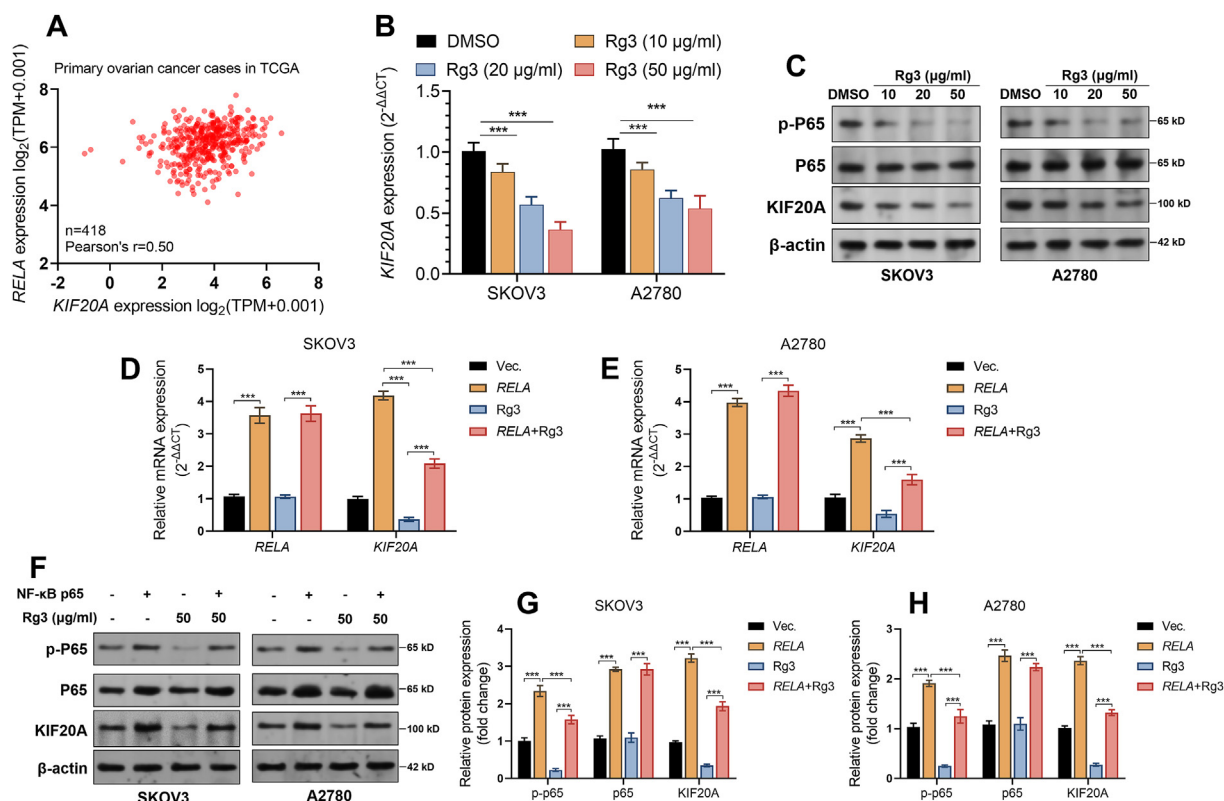 A
Primary ovarian cancer cases in TCGA
RELA expression log2(TPM+0.001)
8
6
4
2
n=418
Pearson's r=0.50
-2 0 2 4 6 8
KIF20A expression log2(TPM+0.001)
B
DMSO Rg3 (10 μg/ml)
Rg3 (20 μg/ml) Rg3 (50 μg/ml)
KIF20A expression (2-ΔΔCT)
1.5
1.0
0.5
0.0
*** ***
*** ***
SKOV3 A2780
C
Rg3 (μg/ml) Rg3 (μg/ml)
DMSO 10 20 50 DMSO 10 20 50
p-P65 65 kD
P65 65 kD
KIF20A 100 kD
β-actin 42 kD
SKOV3 A2780
D
SKOV3
Relative mRNA expression
(2-ΔΔCT)
5
4
3
2
1
0
*** *** *** *** ***
RELA KIF20A
Vec.
RELA
Rg3
RELA+Rg3
E
A2780
Relative mRNA expression
(2-ΔΔCT)
5
4
3
2
1
0
*** *** *** *** ***
RELA KIF20A
Vec.
RELA
Rg3
RELA+Rg3
F
NF-κB p65 - + - + - + - +
Rg3 (μg/ml) - - 50 50 - - 50 50
p-P65 65 kD
P65 65 kD
KIF20A 100 kD
β-actin 42 kD
SKOV3 A2780
G
SKOV3
Relative protein expression
(fold change)
4
3
2
1
0
*** *** *** *** *** *** *** ***
p-p65 p65 KIF20A
Vec.
RELA
Rg3
RELA+Rg3
H
A2780
Relative protein expression
(fold change)
3
2
1
0
*** *** *** *** *** *** *** ***
p-p65 p65 KIF20A
Vec.
RELA
Rg3
RELA+Rg3